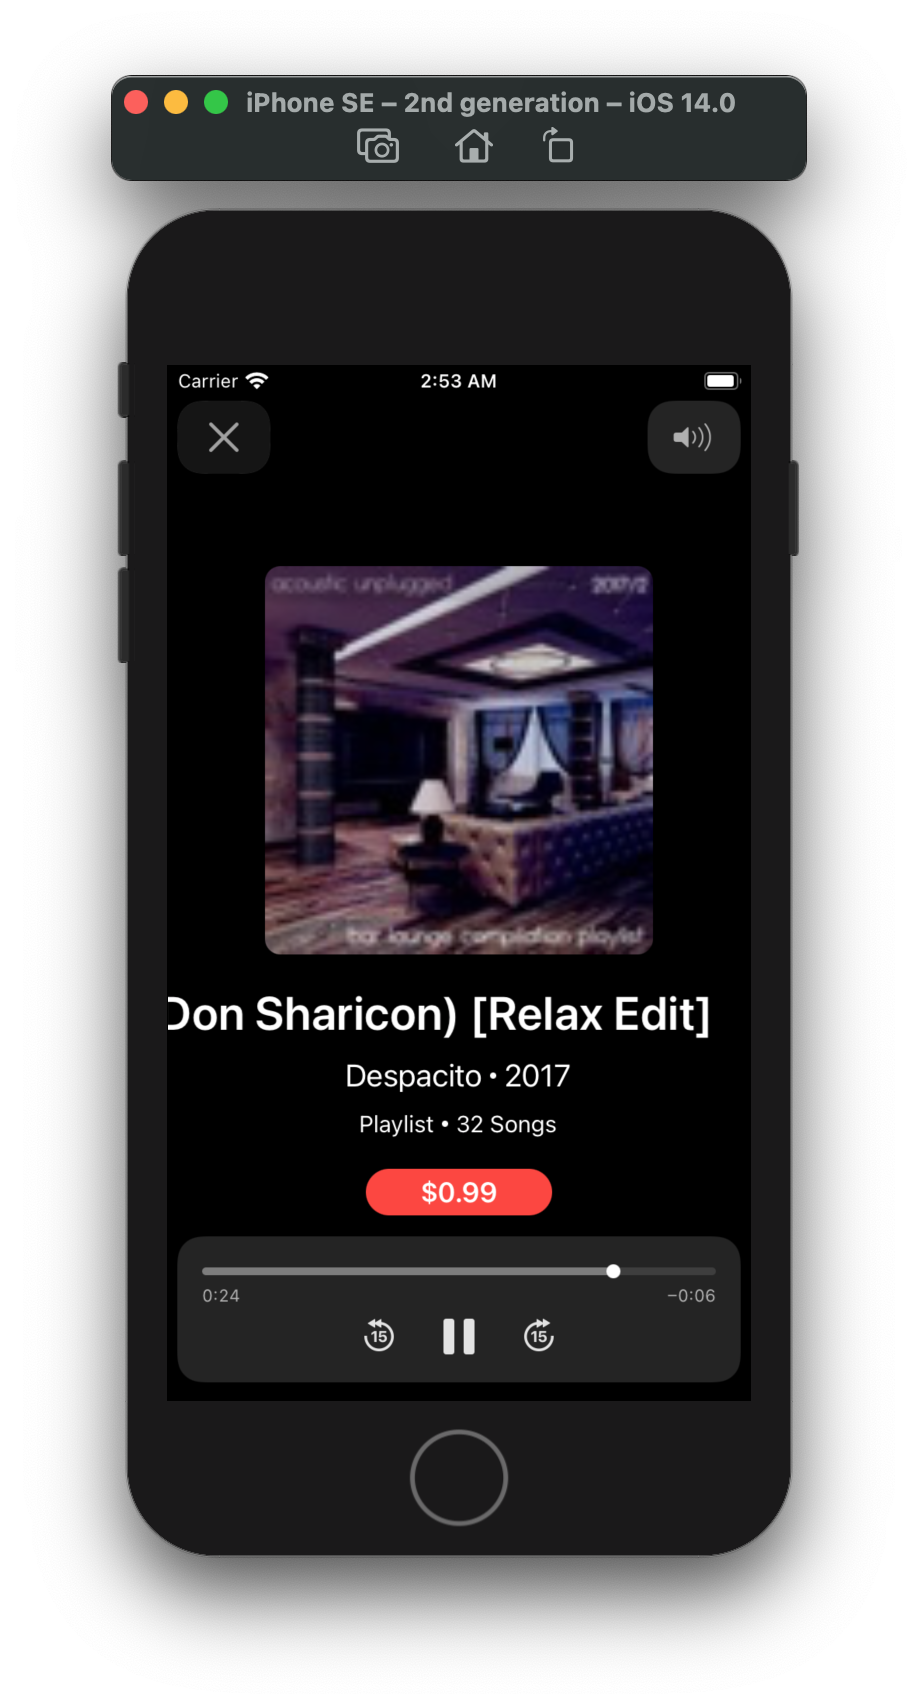 iPhone SE – 2nd generation – iOS 14.0
Carrier 2:53 AM
acoustic unplugged 2017/2
bar lounge compilation playlist
Don Sharicon) [Relax Edit]
Despacito • 2017
Playlist • 32 Songs
$0.99
0:24 −0:06
15 15